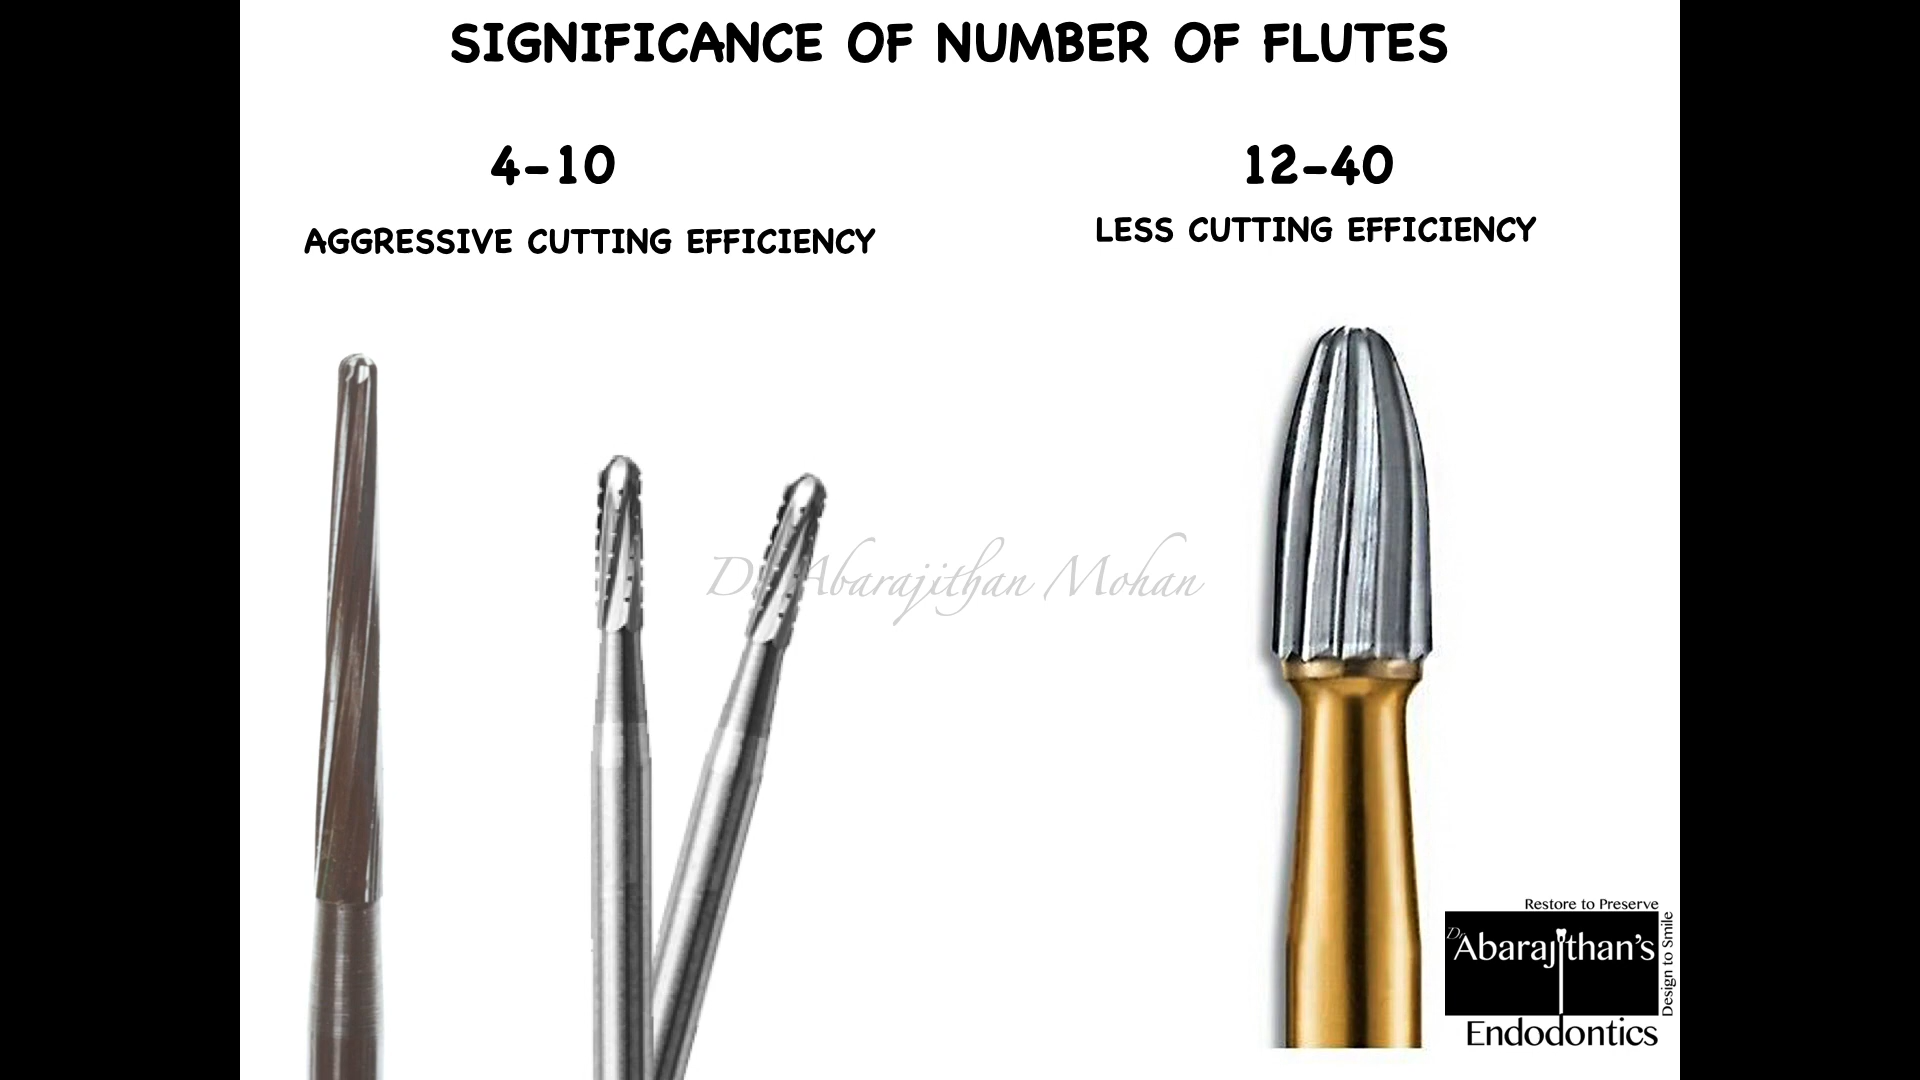 SIGNIFICANCE OF NUMBER OF FLUTES
4-10
12-40
AGGRESSIVE CUTTING EFFICIENCY
LESS CUTTING EFFICIENCY
Dr Abarajithan Mohan
Restore to Preserve
Dr Abarajithan's
Design to Smile
Endodontics